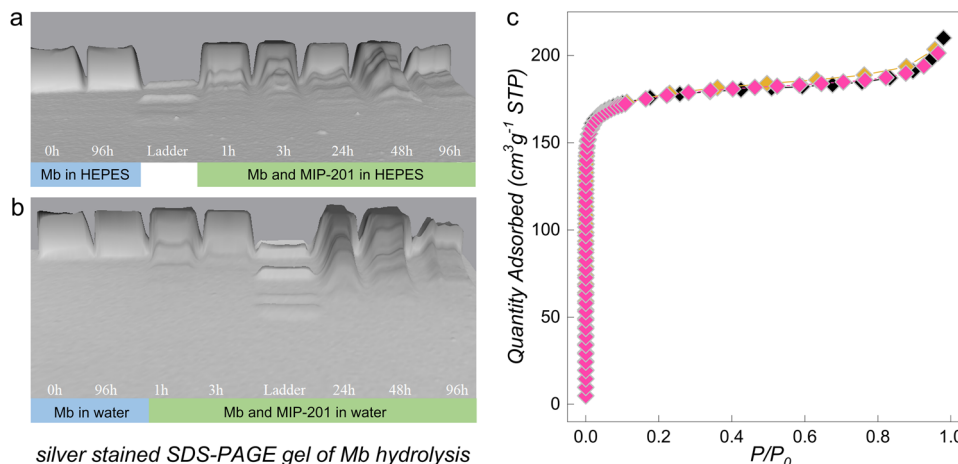 a
0h 96h Ladder 1h 3h 24h 48h 96h
Mb in HEPES Mb and MIP-201 in HEPES
b
0h 96h 1h 3h Ladder 24h 48h 96h
Mb in water Mb and MIP-201 in water
silver stained SDS-PAGE gel of Mb hydrolysis
c
Quantity Adsorbed (cm³g⁻¹ STP)
200
150
100
50
0
0.0 0.2 0.4 0.6 0.8 1.0
P/P₀